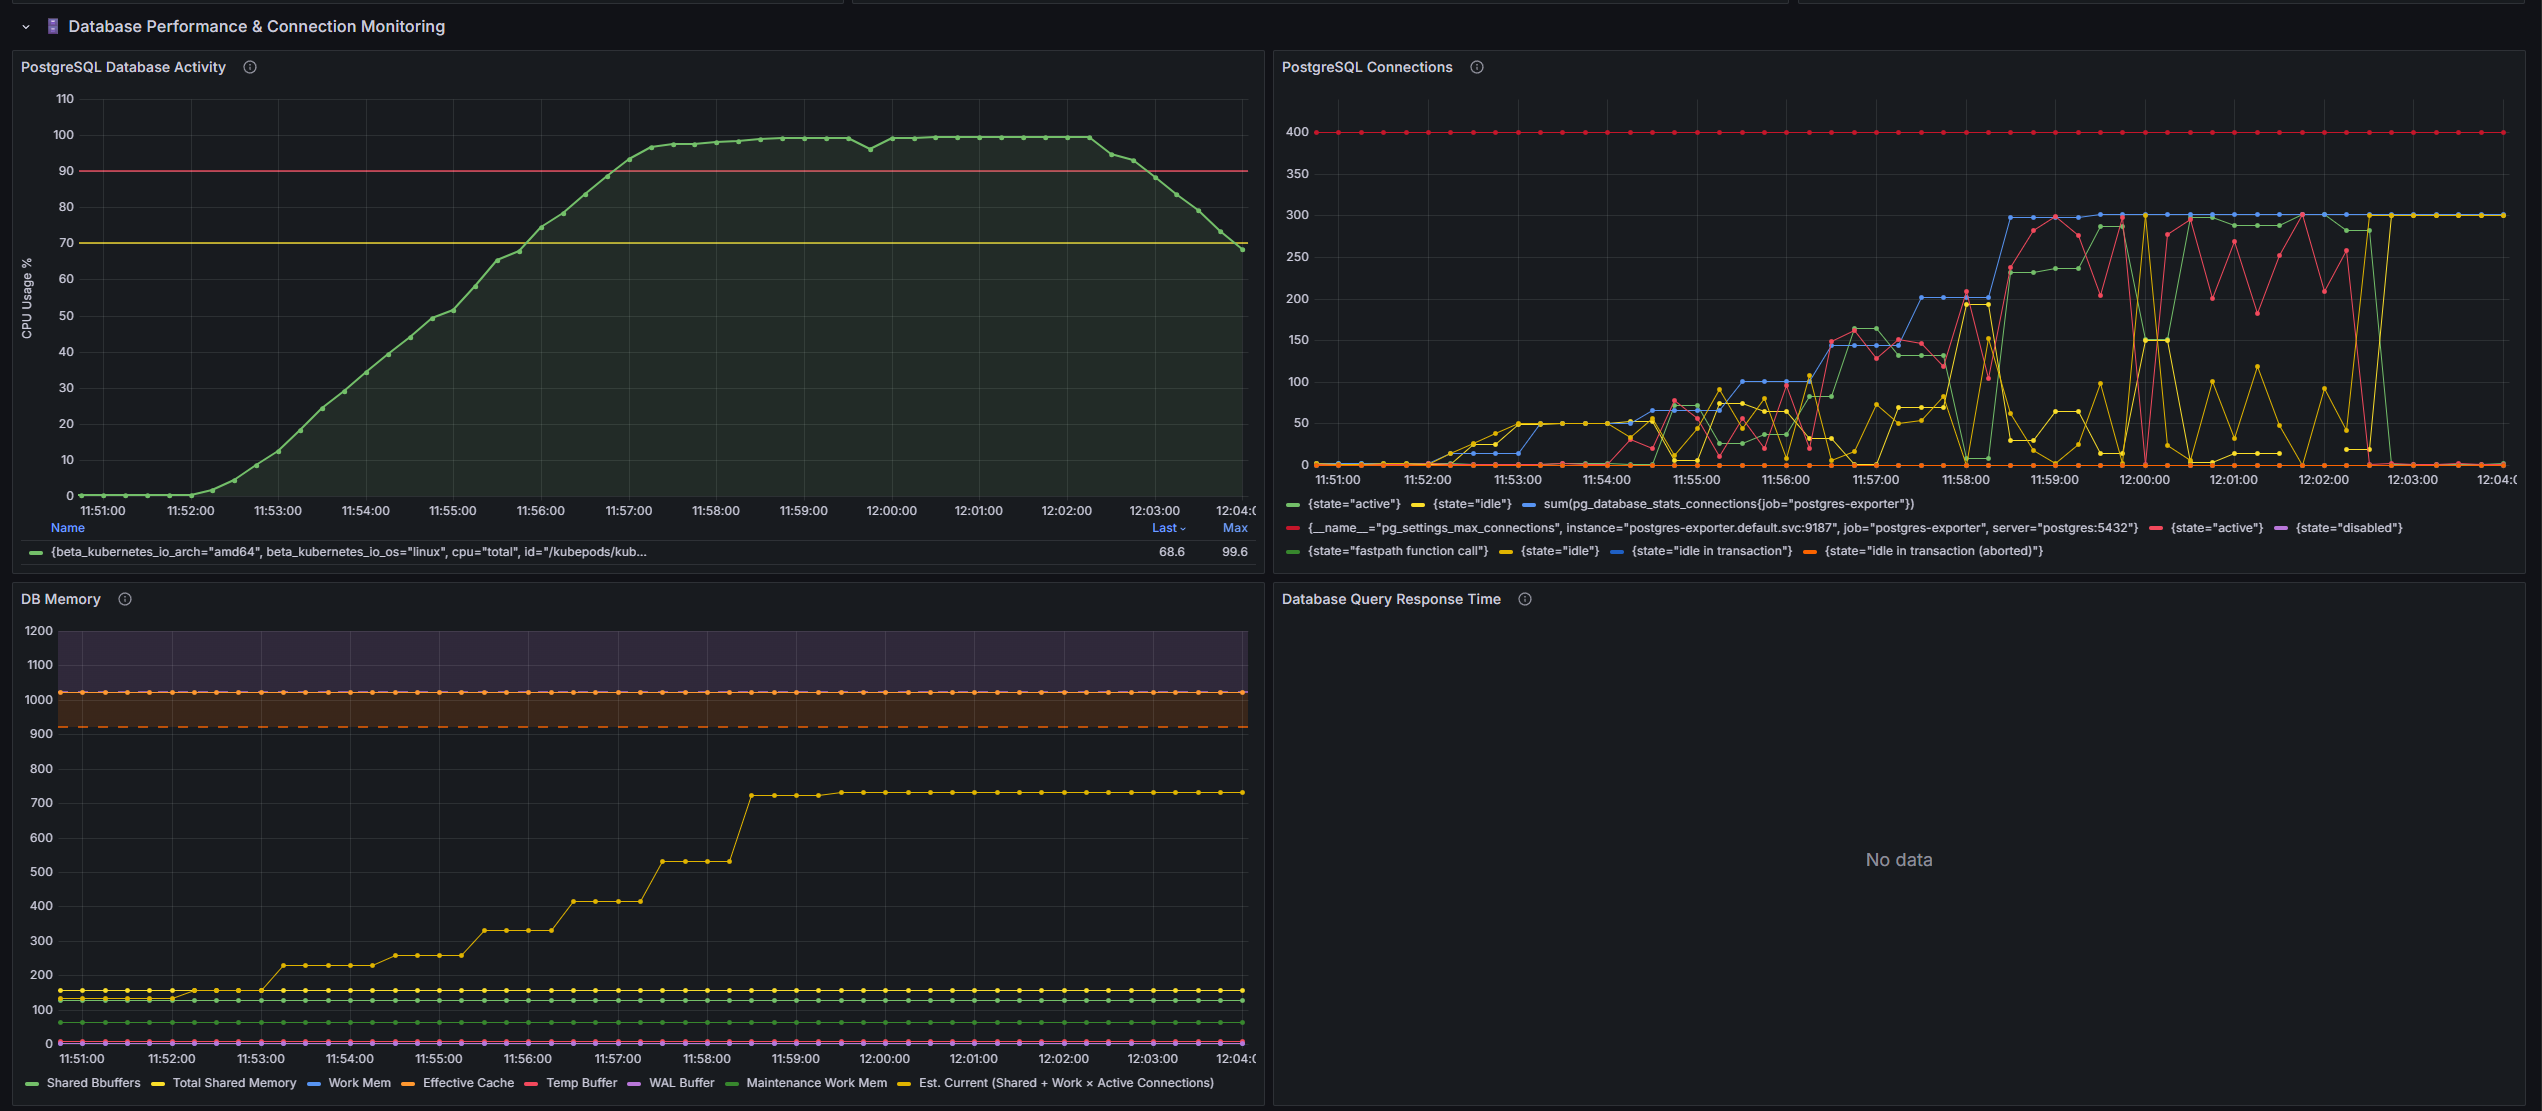 Database Performance & Connection Monitoring
PostgreSQL Database Activity
110
100
90
80
70
60
50
40
30
20
10
0
CPU Usage %
11:51:00 11:52:00 11:53:00 11:54:00 11:55:00 11:56:00 11:57:00 11:58:00 11:59:00 12:00:00 12:01:00 12:02:00 12:03:00 12:04:0
Name Last Max
{beta_kubernetes_io_arch="amd64", beta_kubernetes_io_os="linux", cpu="total", id="/kubepods/kub... 68.6 99.6
PostgreSQL Connections
400
350
300
250
200
150
100
50
0
11:51:00 11:52:00 11:53:00 11:54:00 11:55:00 11:56:00 11:57:00 11:58:00 11:59:00 12:00:00 12:01:00 12:02:00 12:03:00 12:04:0
{state="active"} {state="idle"} sum(pg_database_stats_connections{job="postgres-exporter"})
{__name__="pg_settings_max_connections", instance="postgres-exporter.default.svc:9187", job="postgres-exporter", server="postgres:5432"} {state="active"} {state="disabled"}
{state="fastpath function call"} {state="idle"} {state="idle in transaction"} {state="idle in transaction (aborted)"}
DB Memory
1200
1100
1000
900
800
700
600
500
400
300
200
100
0
11:51:00 11:52:00 11:53:00 11:54:00 11:55:00 11:56:00 11:57:00 11:58:00 11:59:00 12:00:00 12:01:00 12:02:00 12:03:00 12:04:0
Shared Bbuffers Total Shared Memory Work Mem Effective Cache Temp Buffer WAL Buffer Maintenance Work Mem Est. Current (Shared + Work × Active Connections)
Database Query Response Time
No data